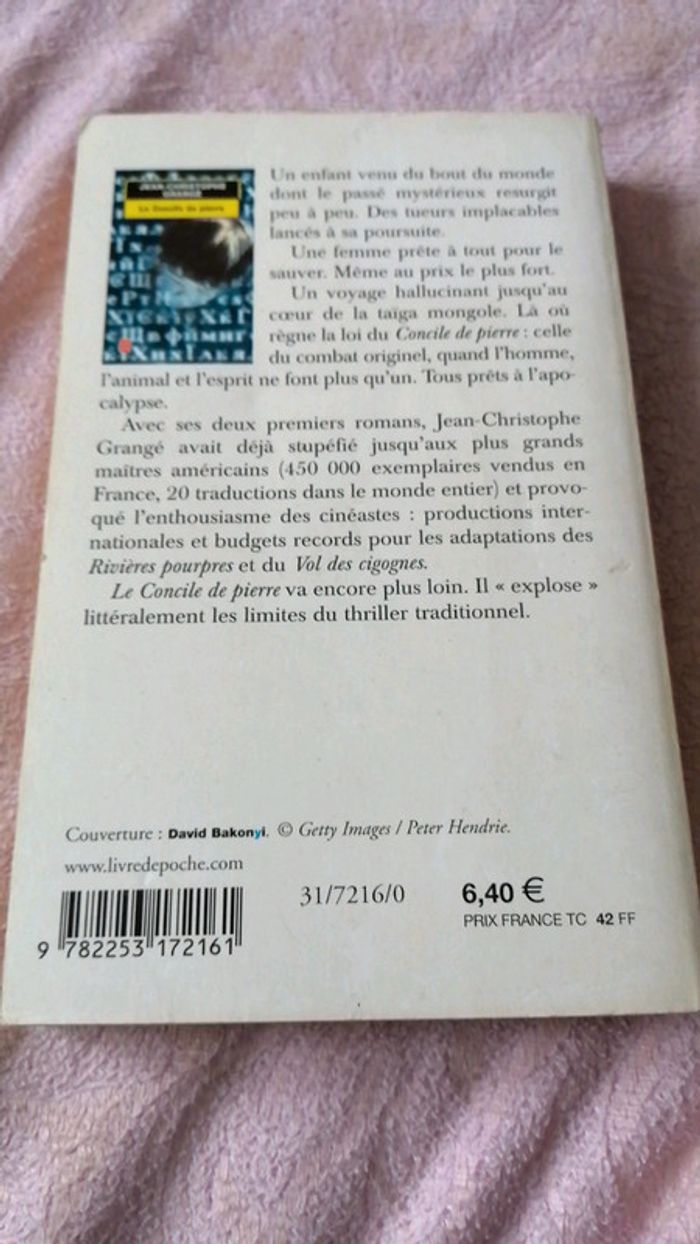 JEAN-CHRISTOPHE
GRANGÉ
Le Concile de pierre
Un enfant venu du bout du monde
dont le passé mystérieux resurgit
peu à peu. Des tueurs implacables
lancés à sa poursuite.
Une femme prête à tout pour le
sauver. Même au prix le plus fort.
Un voyage hallucinant jusqu'au
cœur de la taïga mongole. Là où
règne la loi du Concile de pierre : celle
du combat originel, quand l'homme,
l'animal et l'esprit ne font plus qu'un. Tous prêts à l'apo-
calypse.
Avec ses deux premiers romans, Jean-Christophe
Grangé avait déjà stupéfié jusqu'aux plus grands
maîtres américains (450 000 exemplaires vendus en
France, 20 traductions dans le monde entier) et provo-
qué l'enthousiasme des cinéastes : productions inter-
nationales et budgets records pour les adaptations des
Rivières pourpres et du Vol des cigognes.
Le Concile de pierre va encore plus loin. Il « explose »
littéralement les limites du thriller traditionnel.
Couverture : David Bakonyi. © Getty Images / Peter Hendrie.
www.livredepoche.com
31/7216/0
6,40 €
PRIX FRANCE TC 42 FF
9 782253 172161